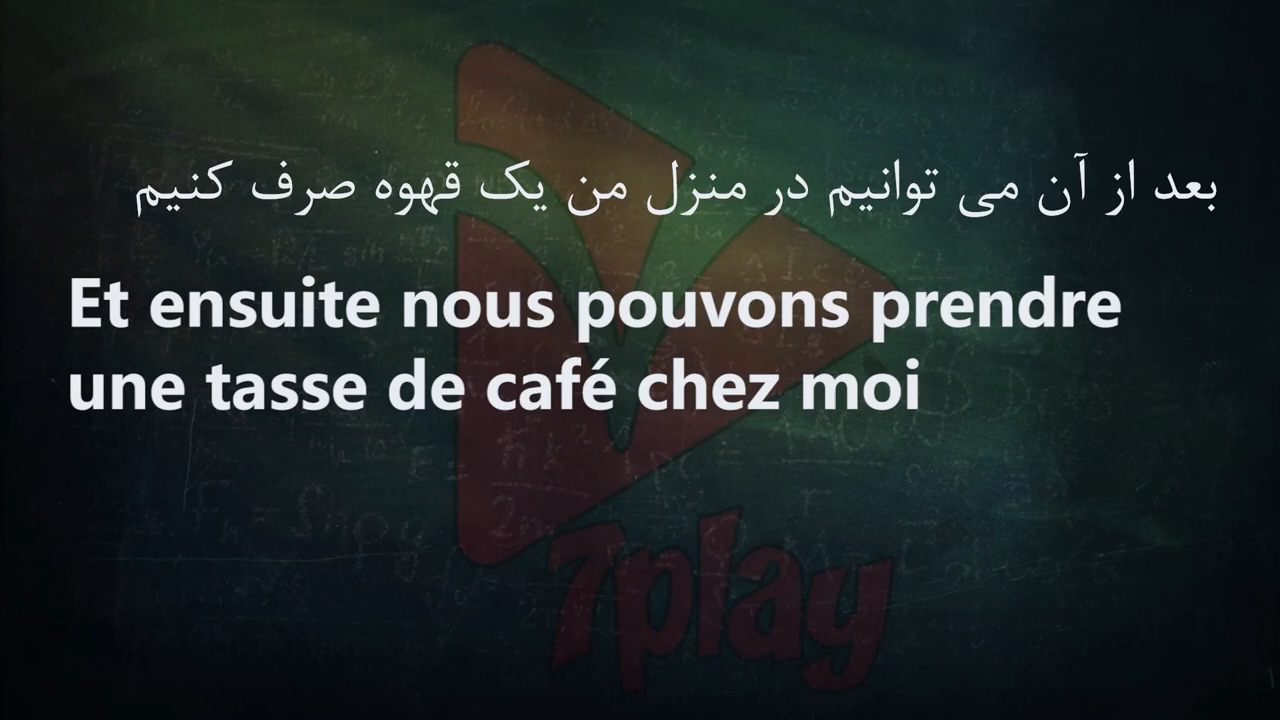 بعد از آن می توانیم در منزل من یک قهوه صرف کنیم
Et ensuite nous pouvons prendre
une tasse de café chez moi
7play